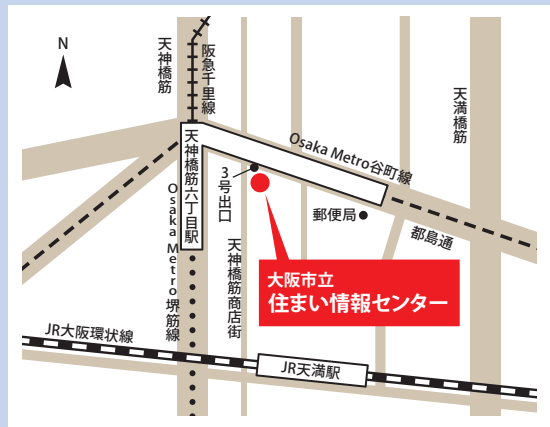 N
天神橋筋
阪急千里線
天満橋筋
Osaka Metro谷町線
天神橋筋六丁目駅
3号出口
郵便局
都島通
Osaka Metro堺筋線
天神橋筋商店街
大阪市立
住まい情報センター
JR大阪環状線
JR天満駅